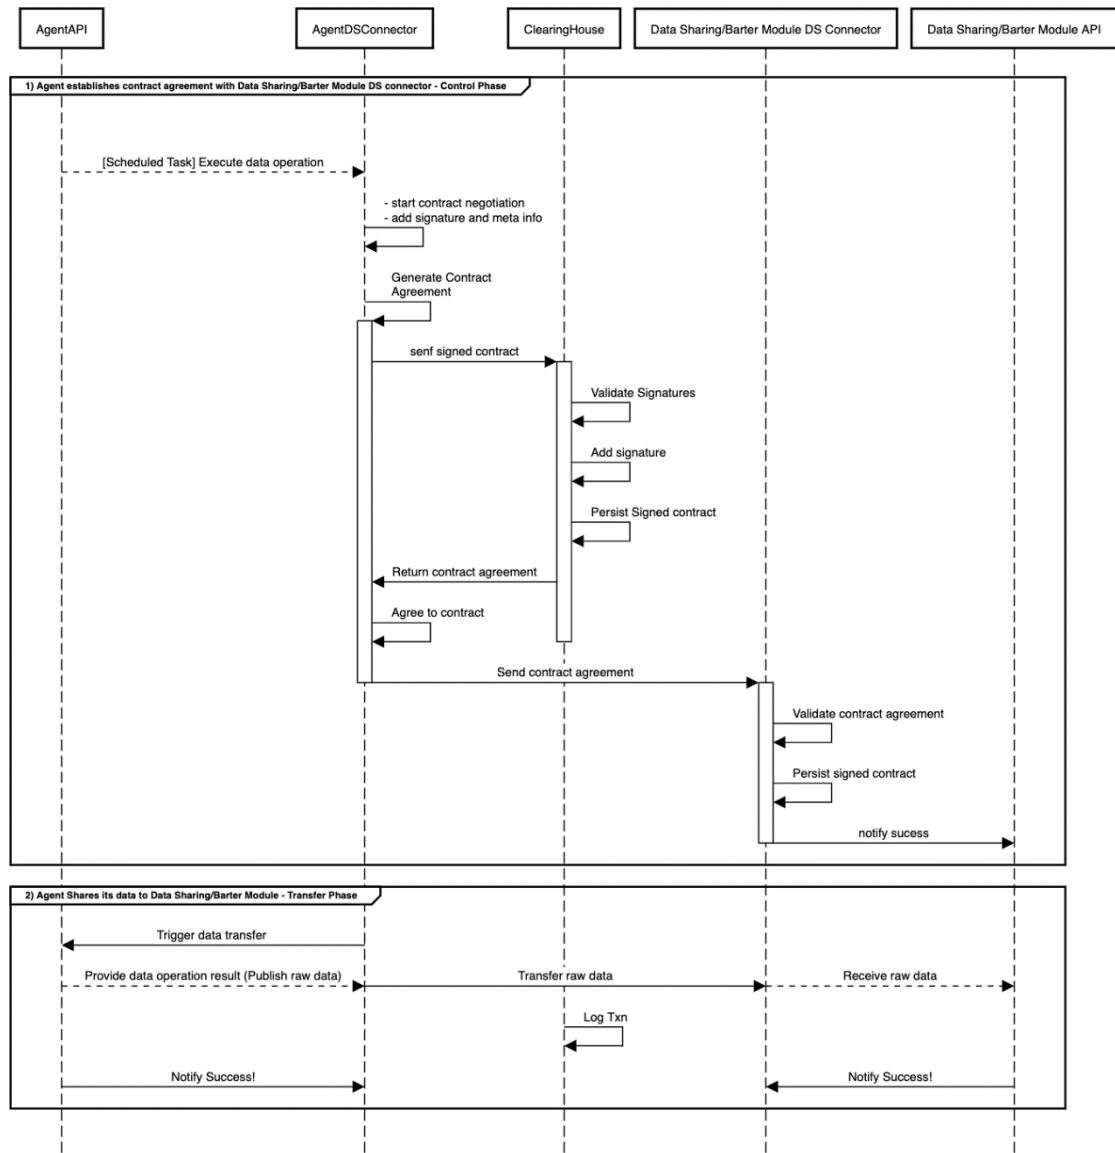 AgentAPI
AgentDSConnector
ClearingHouse
Data Sharing/Barter Module DS Connector
Data Sharing/Barter Module API
1) Agent establishes contract agreement with Data Sharing/Barter Module DS connector - Control Phase
[Scheduled Task] Execute data operation
- start contract negotiation
- add signature and meta info
Generate Contract
Agreement
senf signed contract
Validate Signatures
Add signature
Persist Signed contract
Return contract agreement
Agree to contract
Send contract agreement
Validate contract agreement
Persist signed contract
notify sucess
2) Agent Shares its data to Data Sharing/Barter Module - Transfer Phase
Trigger data transfer
Provide data operation result (Publish raw data)
Transfer raw data
Receive raw data
Log Txn
Notify Success!
Notify Success!